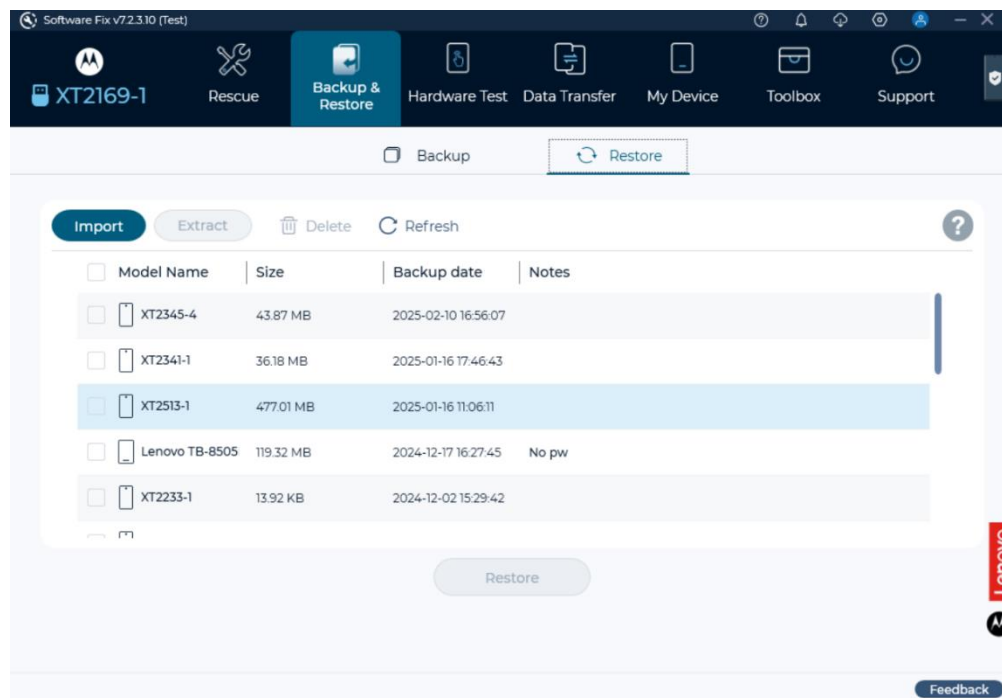 Software Fix v7.2.3.10 (Test)
XT2169-1
Rescue
Backup & Restore
Hardware Test
Data Transfer
My Device
Toolbox
Support
Backup
Restore
Import
Extract
Delete
Refresh
Model Name Size Backup date Notes
XT2345-4 43.87 MB 2025-02-10 16:56:07
XT2341-1 36.18 MB 2025-01-16 17:46:43
XT2513-1 477.01 MB 2025-01-16 11:06:11
Lenovo TB-8505 119.32 MB 2024-12-17 16:27:45 No pw
XT2233-1 13.92 KB 2024-12-02 15:29:42
Restore
Lenovo
Feedback